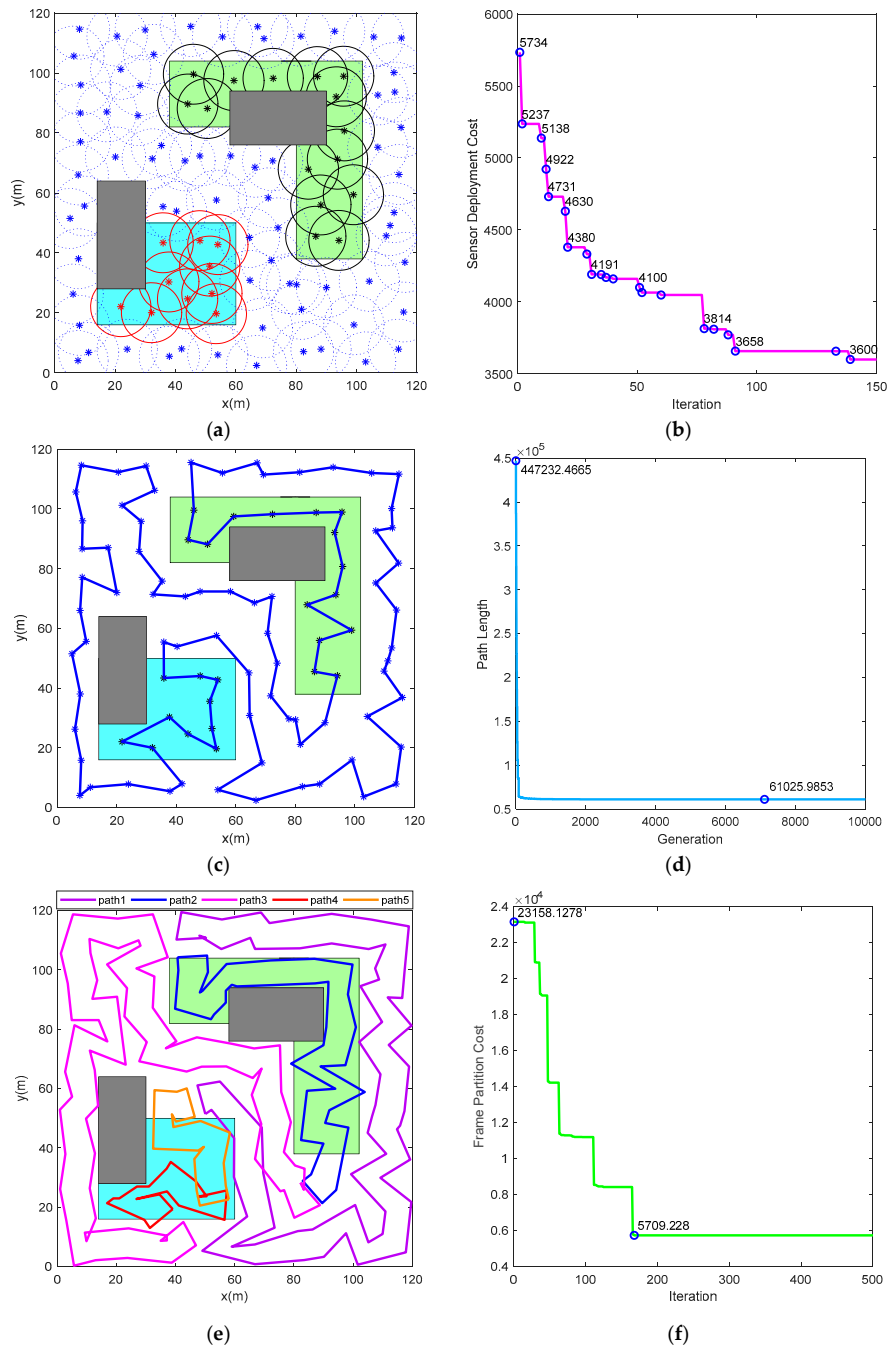 120
100
80
60
40
20
0
0 20 40 60 80 100 120
y(m)
x(m)
(a)
6000
5500
5000
4500
4000
3500
0 50 100 150
Sensor Deployment Cost
Iteration
5734
5237
5138
4922
4731
4630
4380
4191
4100
3814
3658
3600
(b)
120
100
80
60
40
20
0
0 20 40 60 80 100 120
y(m)
x(m)
(c)
×10⁵
4.5
4
3.5
3
2.5
2
1.5
1
0.5
0 2000 4000 6000 8000 10000
Path Length
Generation
447232.4665
61025.9853
(d)
path1 path2 path3 path4 path5
120
100
80
60
40
20
0
0 20 40 60 80 100 120
y(m)
x(m)
(e)
×10⁴
2.4
2.2
2
1.8
1.6
1.4
1.2
1
0.8
0.6
0.4
0 100 200 300 400 500
Frame Partition Cost
Iteration
23158.1278
5709.228
(f)